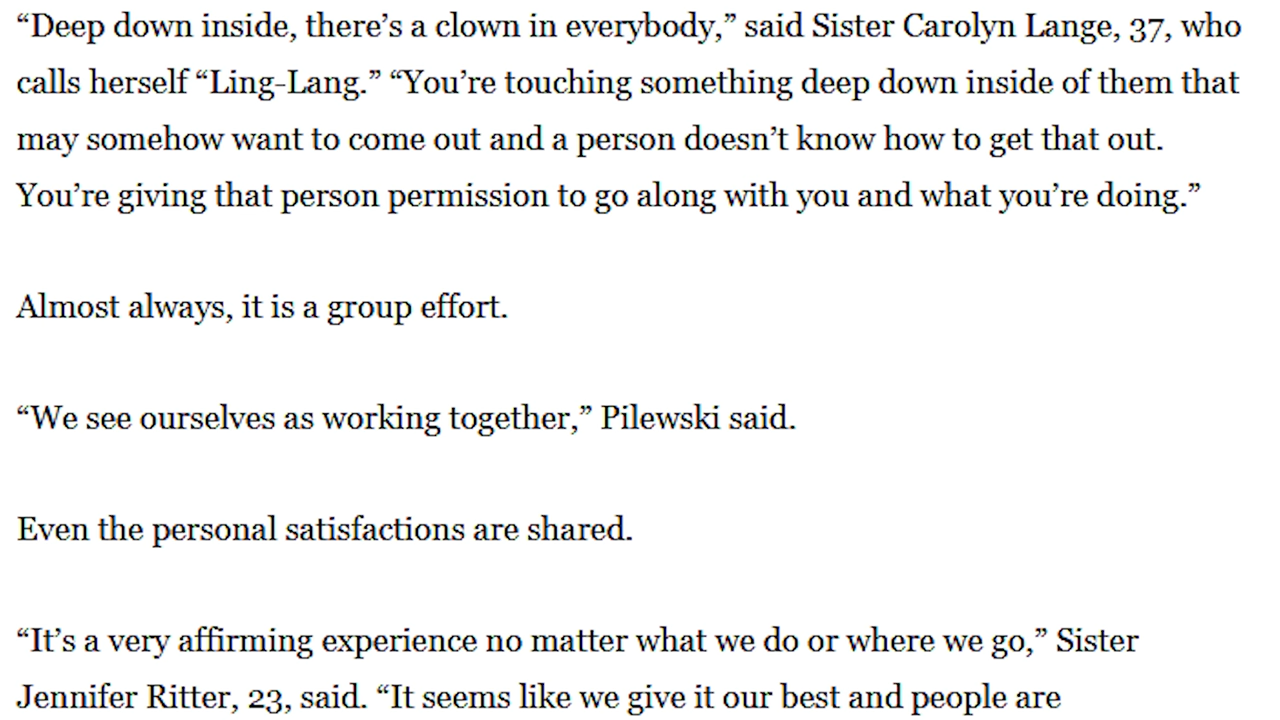 “Deep down inside, there’s a clown in everybody,” said Sister Carolyn Lange, 37, who
calls herself “Ling-Lang.” “You’re touching something deep down inside of them that
may somehow want to come out and a person doesn’t know how to get that out.
You’re giving that person permission to go along with you and what you’re doing.”
Almost always, it is a group effort.
“We see ourselves as working together,” Pilewski said.
Even the personal satisfactions are shared.
“It’s a very affirming experience no matter what we do or where we go,” Sister
Jennifer Ritter, 23, said. “It seems like we give it our best and people are